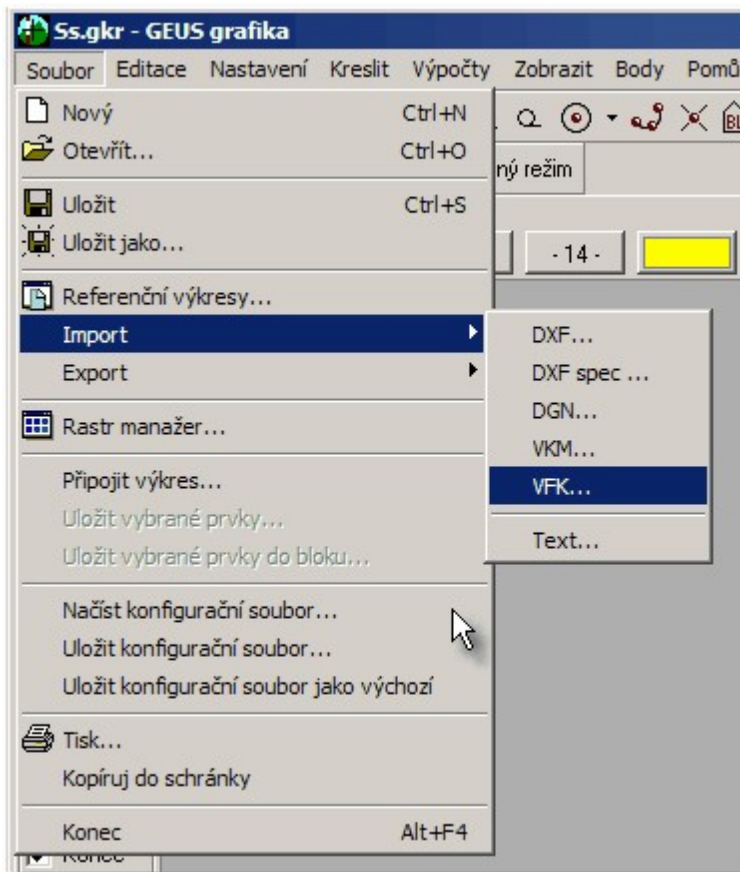 Ss.gkr - GEUS grafika
Soubor Editace Nastavení Kreslit Výpočty Zobrazit Body Pomů
Nový Ctrl+N
Otevřít... Ctrl+O
ný režim
Uložit Ctrl+S
Uložit jako...
- 14 -
Referenční výkresy...
Import
Export
Rastr manažer...
Připojit výkres...
Uložit vybrané prvky...
Uložit vybrané prvky do bloku...
Načíst konfigurační soubor...
Uložit konfigurační soubor...
Uložit konfigurační soubor jako výchozí
Tisk...
Kopíruj do schránky
Konec Alt+F4
Konec
DXF...
DXF spec ...
DGN...
VKM...
VFK...
Text...
BL